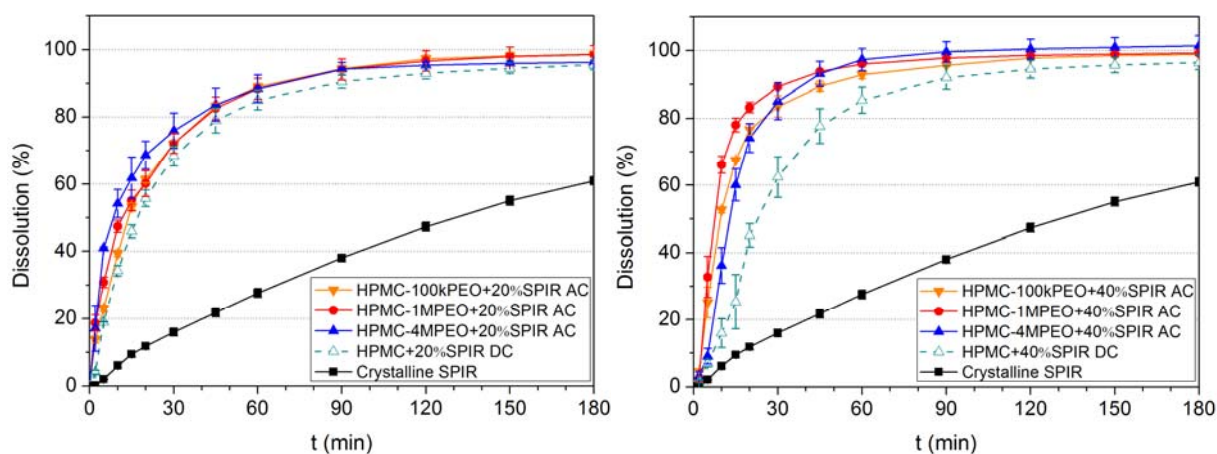 Dissolution (%)
100
80
60
40
20
0
HPMC-100kPEO+20%SPIR AC
HPMC-1MPEO+20%SPIR AC
HPMC-4MPEO+20%SPIR AC
HPMC+20%SPIR DC
Crystalline SPIR
0 30 60 90 120 150 180
t (min)
Dissolution (%)
100
80
60
40
20
0
HPMC-100kPEO+40%SPIR AC
HPMC-1MPEO+40%SPIR AC
HPMC-4MPEO+40%SPIR AC
HPMC+40%SPIR DC
Crystalline SPIR
0 30 60 90 120 150 180
t (min)